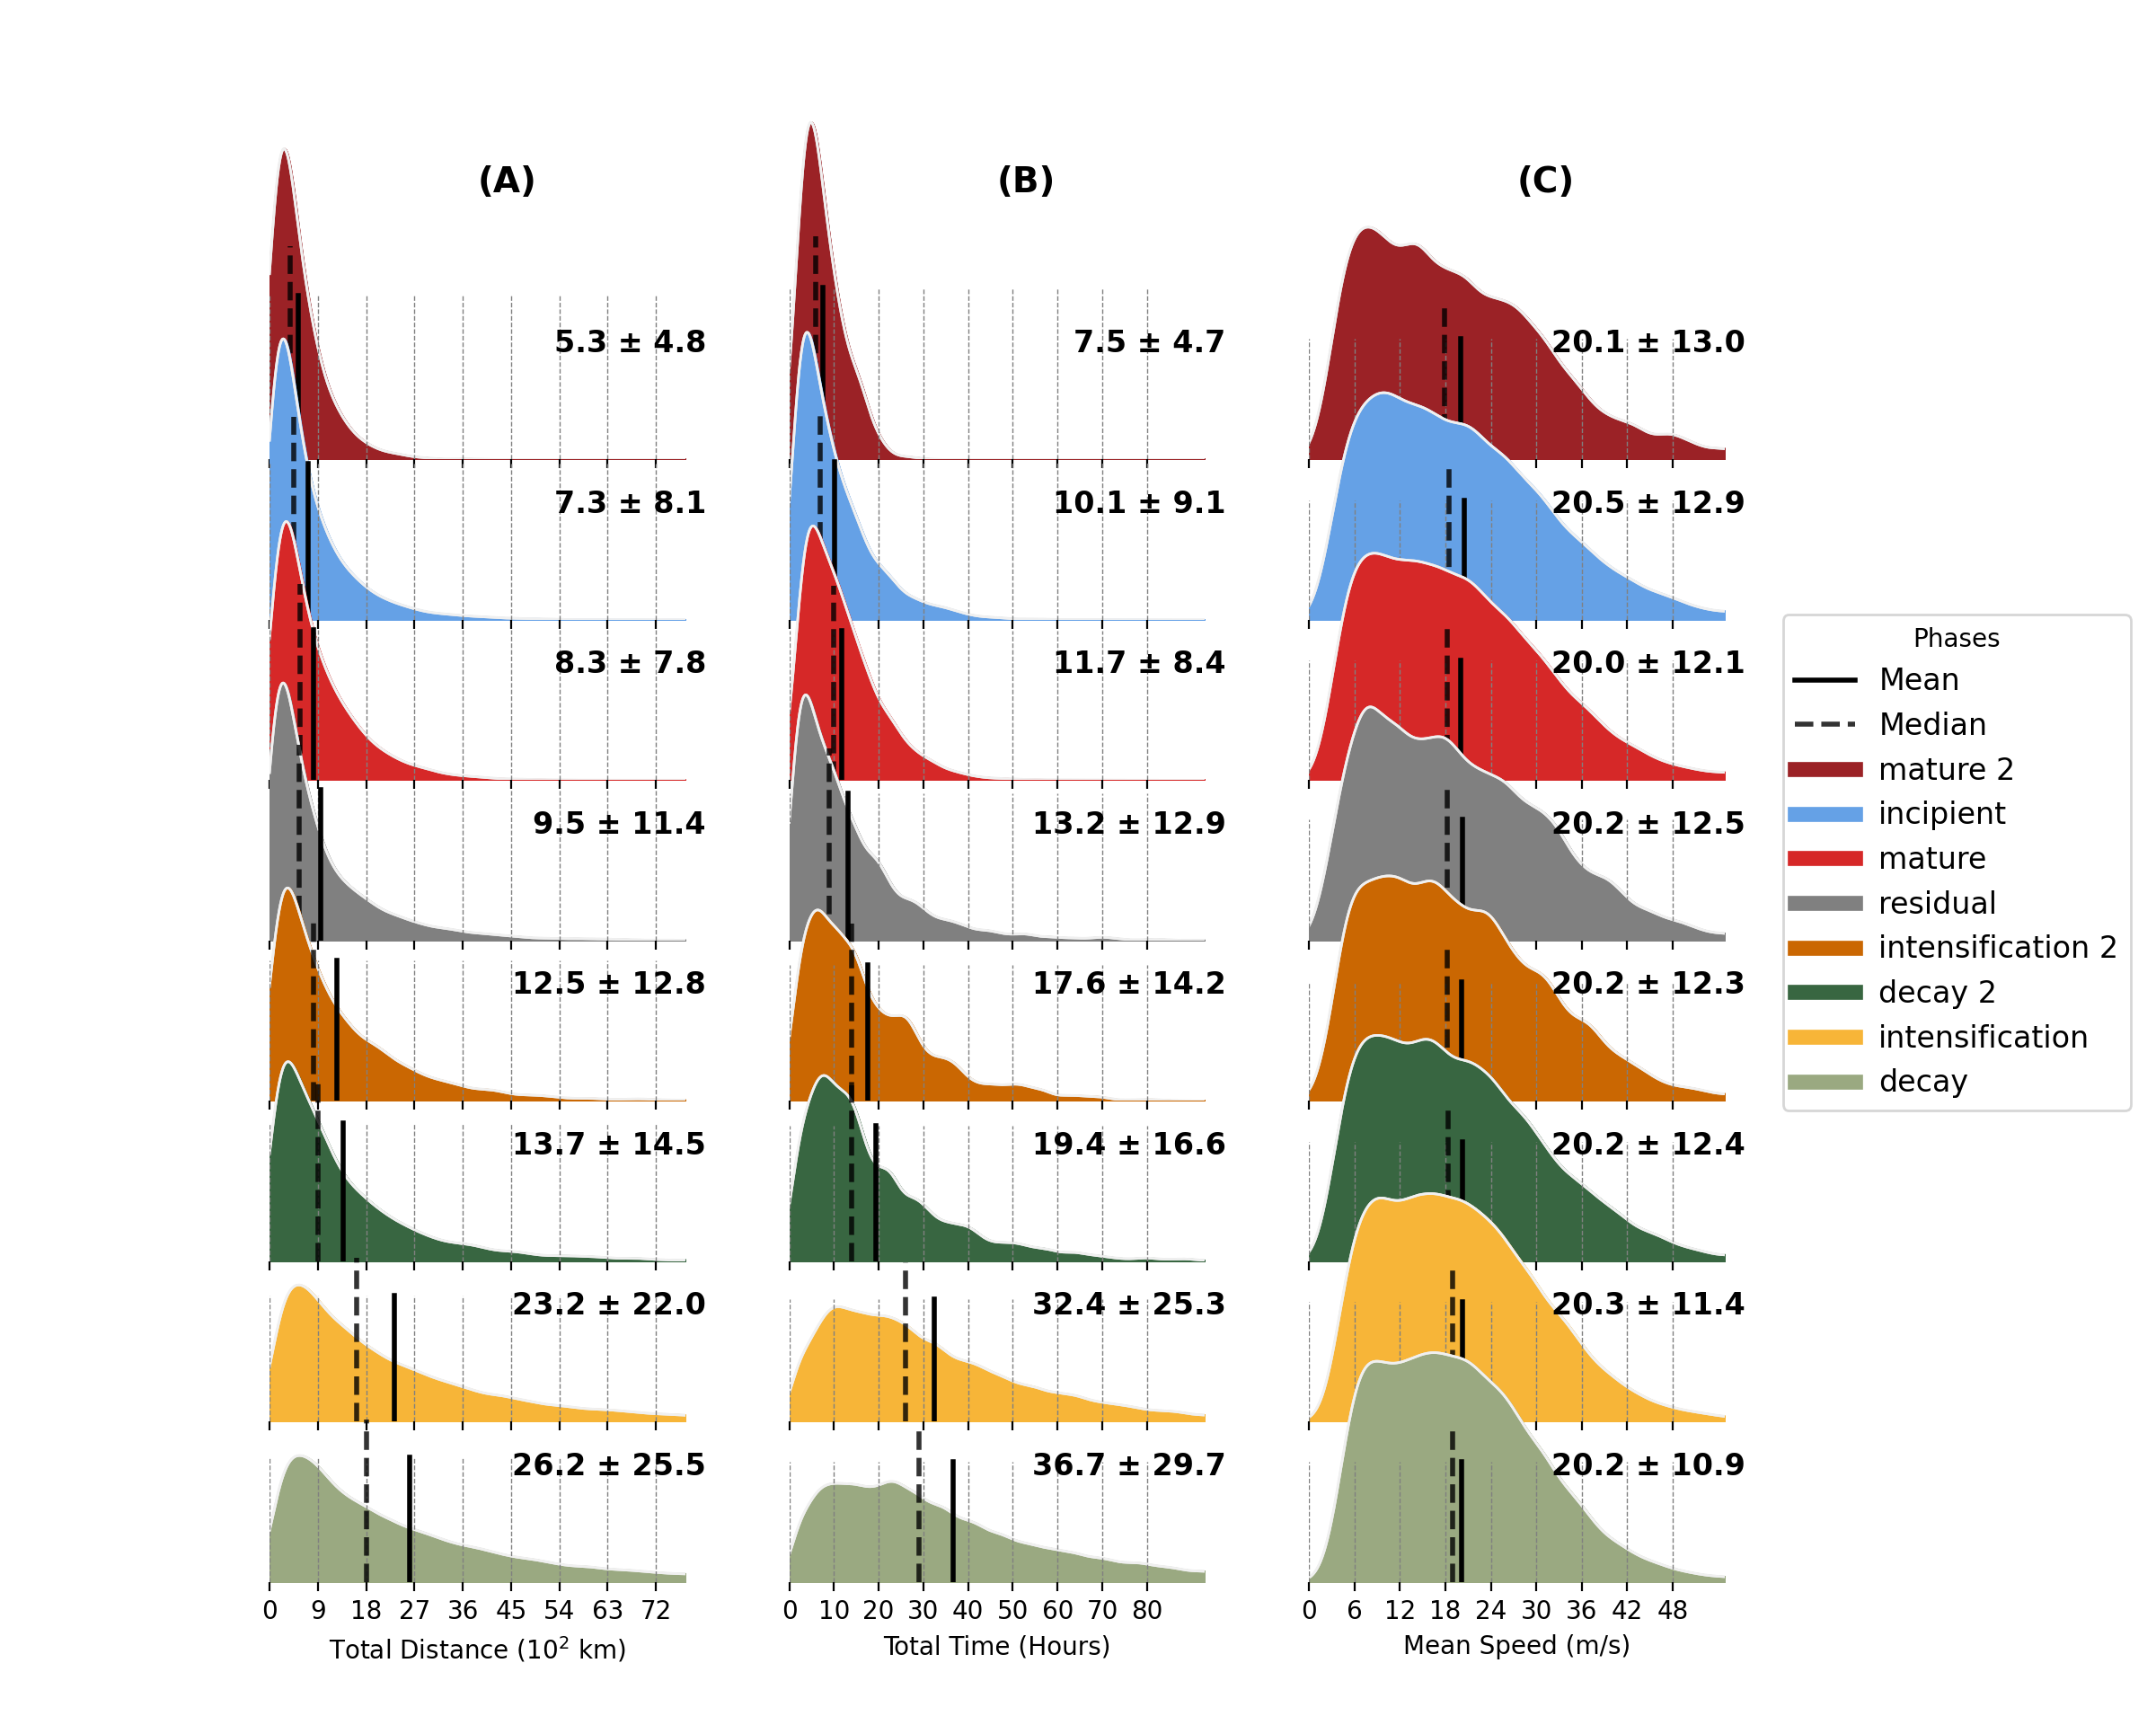 (A) (B) (C)
5.3 ± 4.8 7.5 ± 4.7 20.1 ± 13.0
7.3 ± 8.1 10.1 ± 9.1 20.5 ± 12.9
8.3 ± 7.8 11.7 ± 8.4 20.0 ± 12.1
9.5 ± 11.4 13.2 ± 12.9 20.2 ± 12.5
12.5 ± 12.8 17.6 ± 14.2 20.2 ± 12.3
13.7 ± 14.5 19.4 ± 16.6 20.2 ± 12.4
23.2 ± 22.0 32.4 ± 25.3 20.3 ± 11.4
26.2 ± 25.5 36.7 ± 29.7 20.2 ± 10.9
0 9 18 27 36 45 54 63 72
0 10 20 30 40 50 60 70 80
0 6 12 18 24 30 36 42 48
Total Distance (10² km)
Total Time (Hours)
Mean Speed (m/s)
Phases
Mean
Median
mature 2
incipient
mature
residual
intensification 2
decay 2
intensification
decay